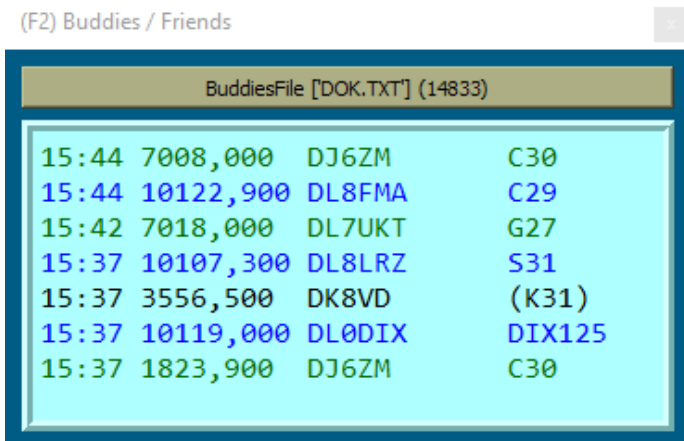 (F2) Buddies / Friends
x
BuddiesFile ['DOK.TXT'] (14833)
15:44 7008,000 DJ6ZM C30
15:44 10122,900 DL8FMA C29
15:42 7018,000 DL7UKT G27
15:37 10107,300 DL8LRZ S31
15:37 3556,500 DK8VD (K31)
15:37 10119,000 DL0DIX DIX125
15:37 1823,900 DJ6ZM C30